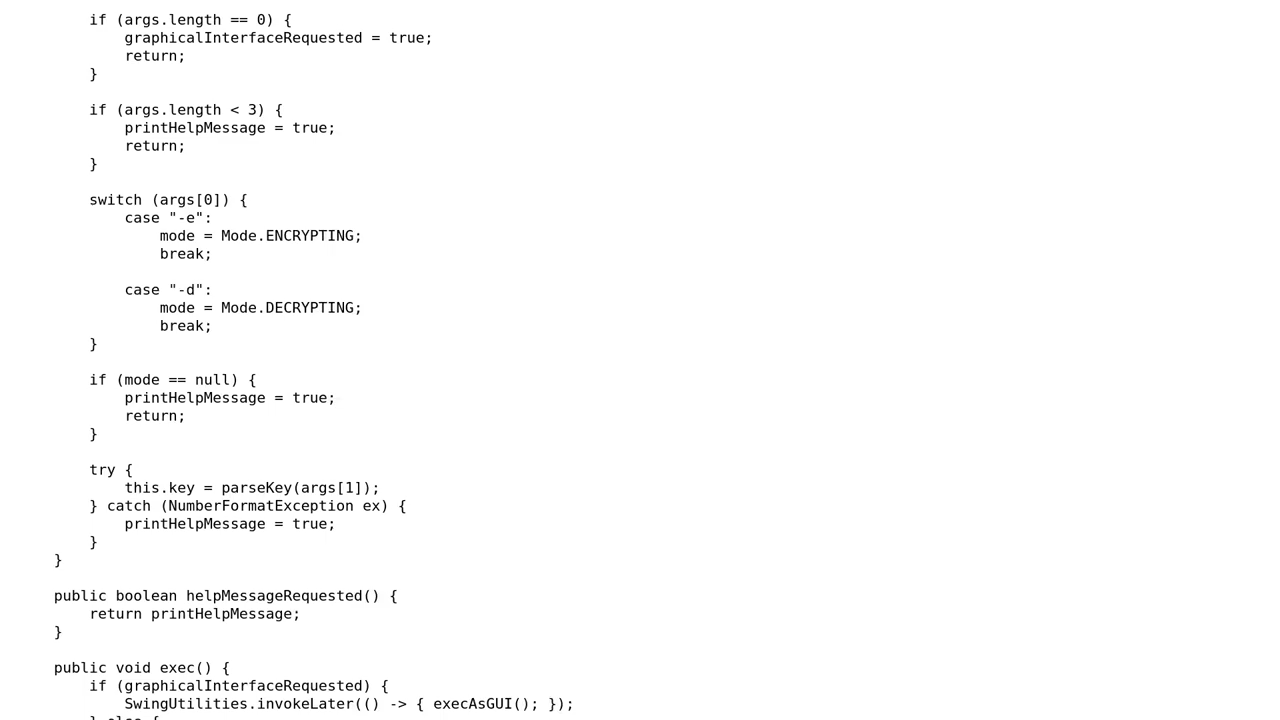 if (args.length == 0) {
graphicalInterfaceRequested = true;
return;
}
if (args.length < 3) {
printHelpMessage = true;
return;
}
switch (args[0]) {
case "-e":
mode = Mode.ENCRYPTING;
break;
case "-d":
mode = Mode.DECRYPTING;
break;
}
if (mode == null) {
printHelpMessage = true;
return;
}
try {
this.key = parseKey(args[1]);
} catch (NumberFormatException ex) {
printHelpMessage = true;
}
}
public boolean helpMessageRequested() {
return printHelpMessage;
}
public void exec() {
if (graphicalInterfaceRequested) {
SwingUtilities.invokeLater(() -> { execAsGUI(); });
} else {